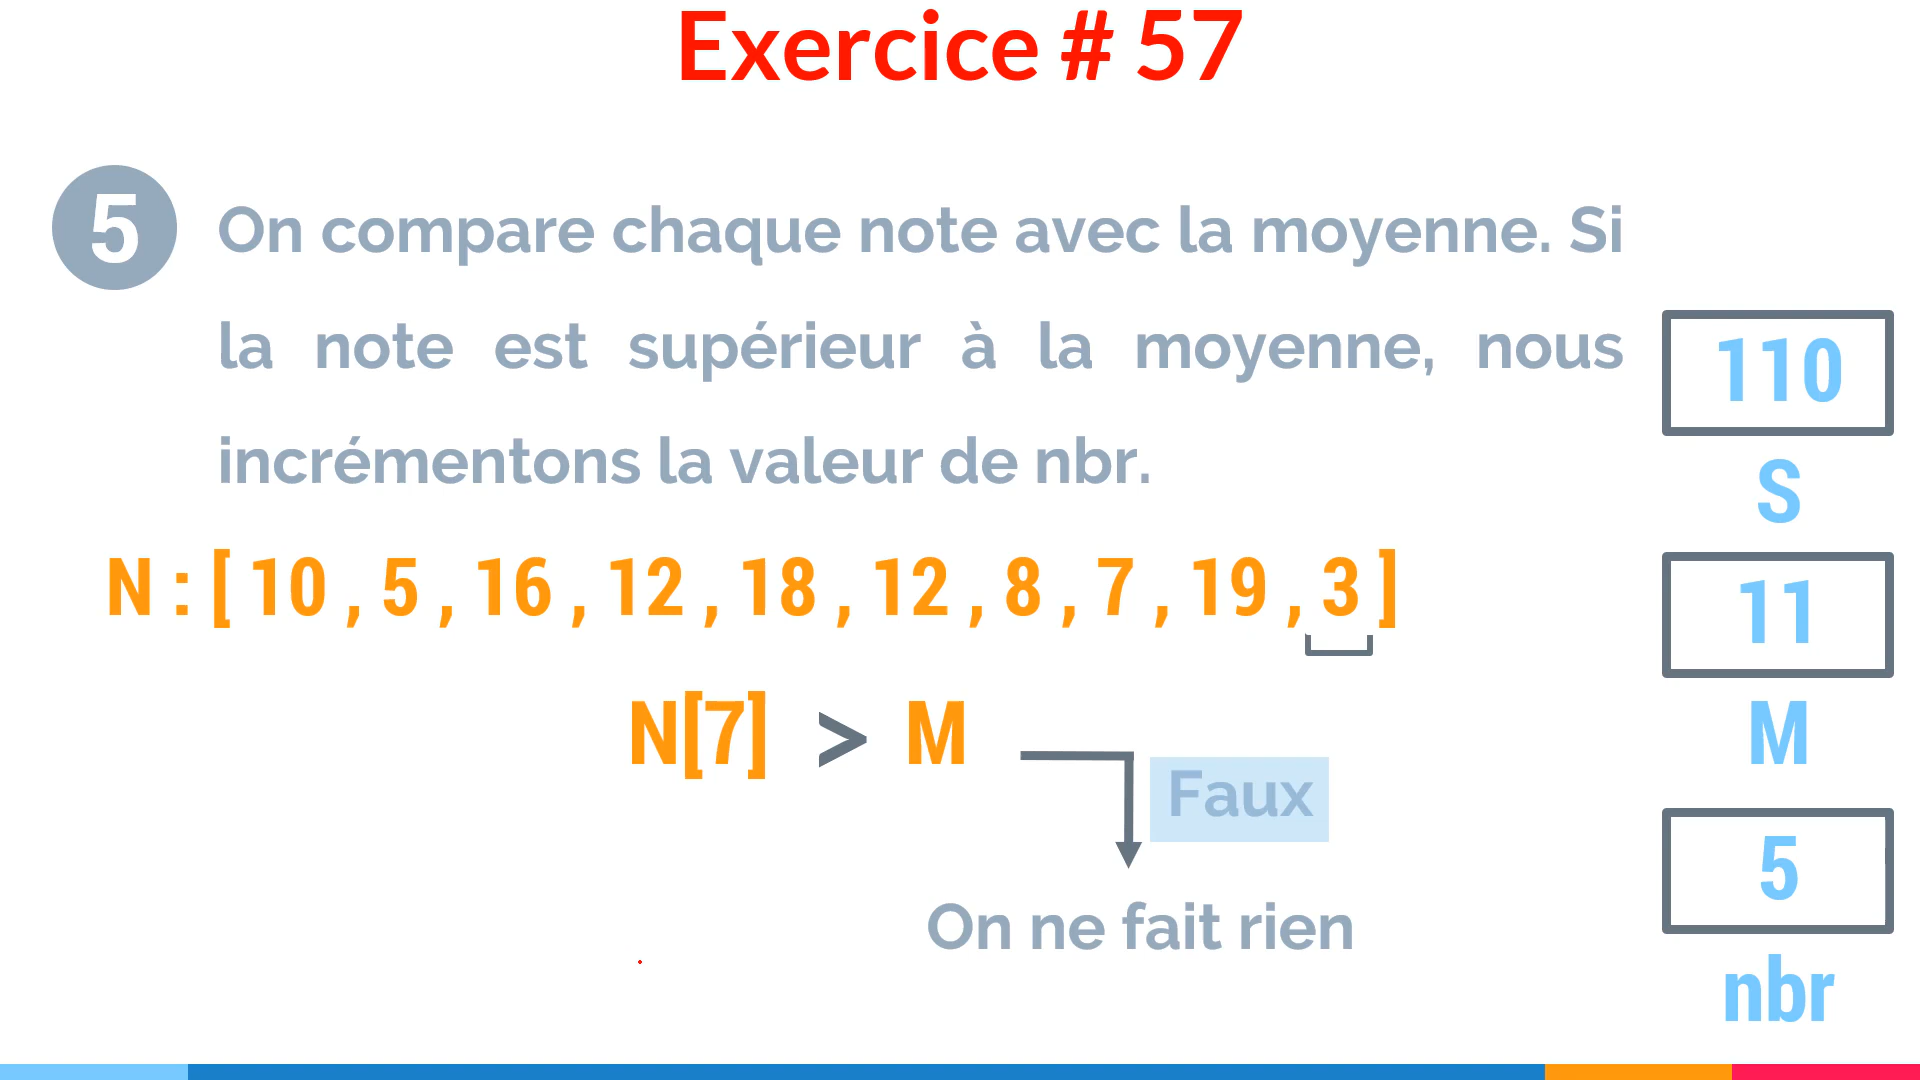 Exercice # 57
5
On compare chaque note avec la moyenne. Si
la note est supérieur à la moyenne, nous
incrémentons la valeur de nbr.
N : [ 10 , 5 , 16 , 12 , 18 , 12 , 8 , 7 , 19 , 3 ]
N[7] > M
Faux
On ne fait rien
110
S
11
M
5
nbr